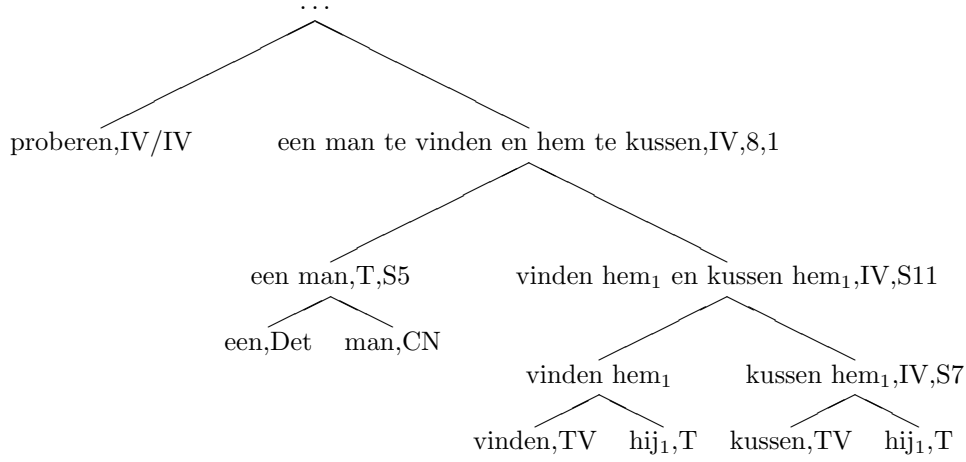 ...
proberen,IV/IV een man te vinden en hem te kussen,IV,8,1
een man,T,S5 vinden hem₁ en kussen hem₁,IV,S11
een,Det man,CN
vinden hem₁ kussen hem₁,IV,S7
vinden,TV hij₁,T kussen,TV hij₁,T